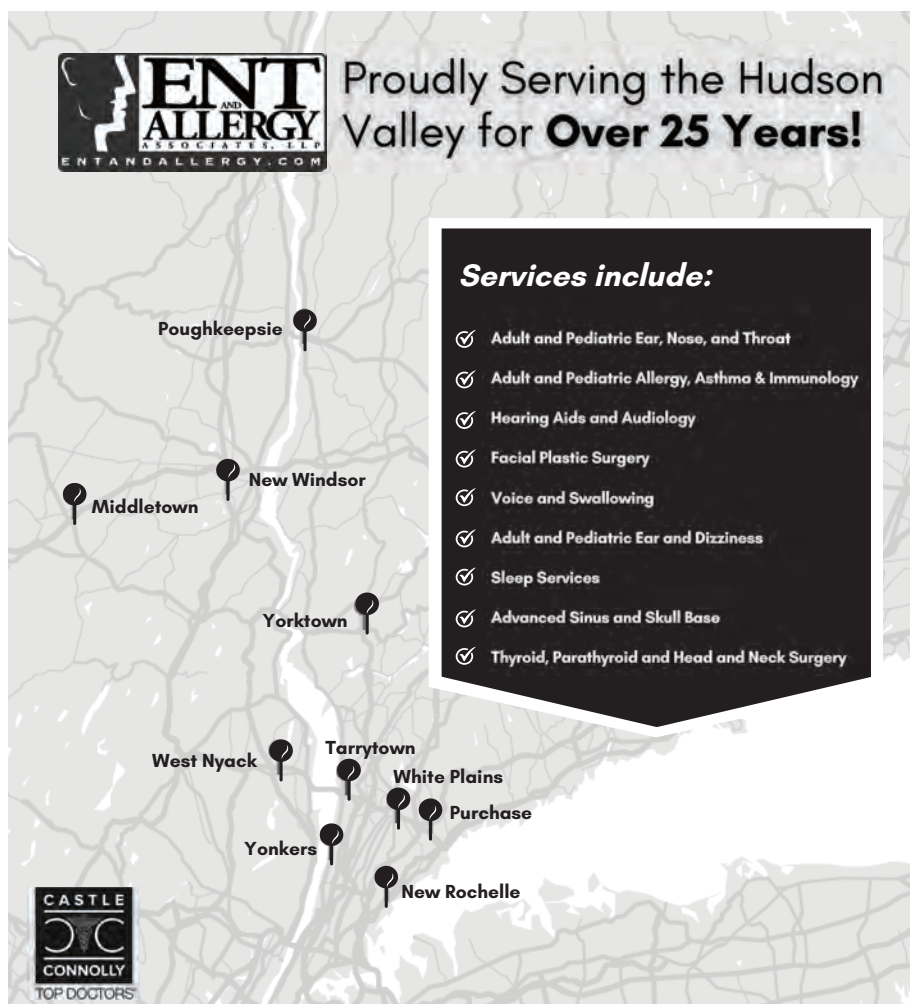 ENT
AND
ALLERGY
ASSOCIATES, LLP
ENTANDALLERGY.COM
Proudly Serving the Hudson
Valley for Over 25 Years!
Services include:
Adult and Pediatric Ear, Nose, and Throat
Adult and Pediatric Allergy, Asthma & Immunology
Hearing Aids and Audiology
Facial Plastic Surgery
Voice and Swallowing
Adult and Pediatric Ear and Dizziness
Sleep Services
Advanced Sinus and Skull Base
Thyroid, Parathyroid and Head and Neck Surgery
Poughkeepsie
New Windsor
Middletown
Yorktown
West Nyack
Tarrytown
White Plains
Purchase
Yonkers
New Rochelle
CASTLE
CC
CONNOLLY
TOP DOCTORS